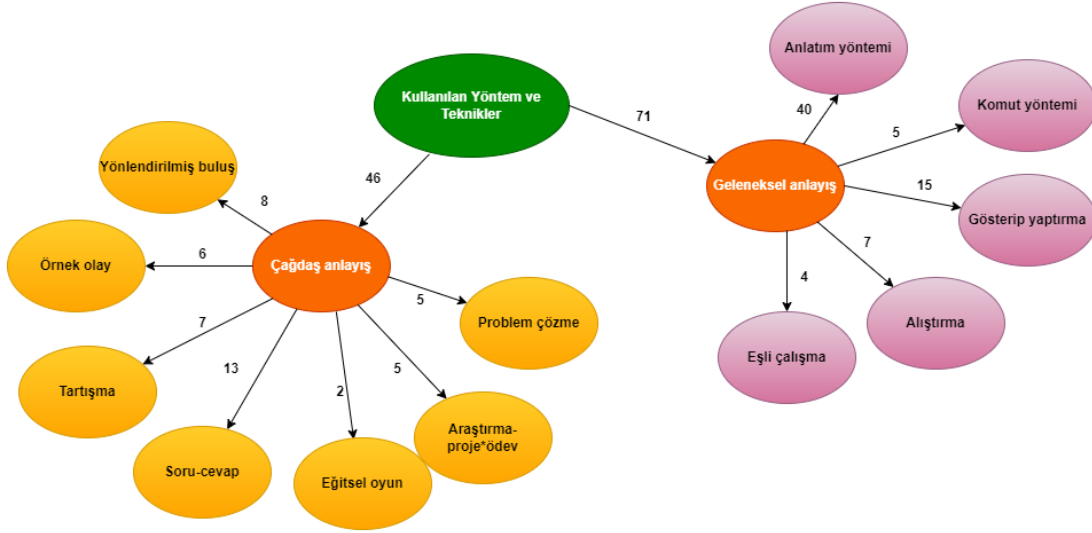 Kullanılan Yöntem ve
Teknikler
71
46
Geleneksel anlayış
40
Anlatım yöntemi
5
Komut yöntemi
15
Gösterip yaptırma
7
Alıştırma
4
Eşli çalışma
Çağdaş anlayış
8
Yönlendirilmiş buluş
6
Örnek olay
7
Tartışma
13
Soru-cevap
2
Eğitsel oyun
5
Araştırma-
proje*ödev
5
Problem çözme